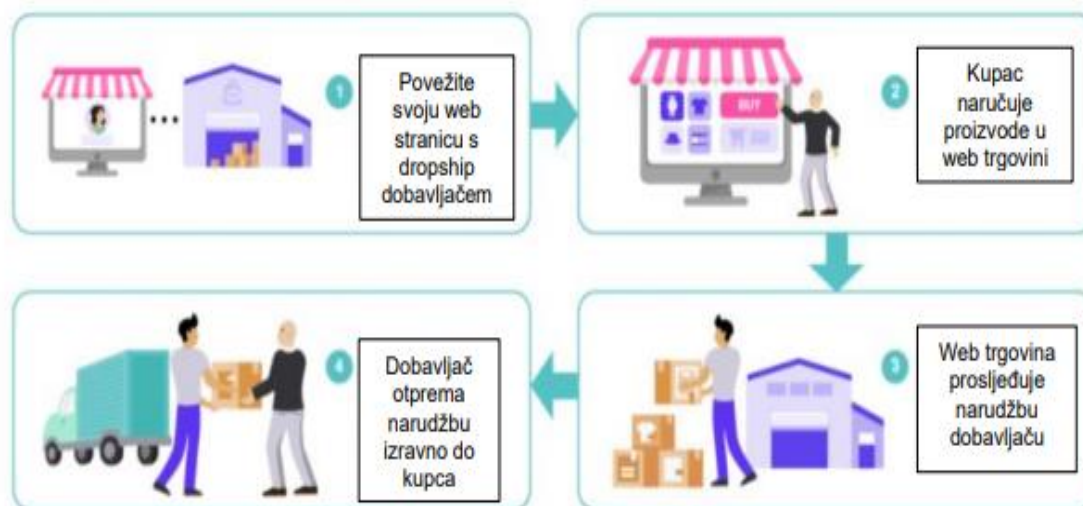 1
Povežite
svoju web
stranicu s
dropship
dobavljačem
BUY
2
Kupac
naručuje
proizvode u
web trgovini
3
Web trgovina
prosljeđuje
narudžbu
dobavljaču
4
Dobavljač
otprema
narudžbu
izravno do
kupca